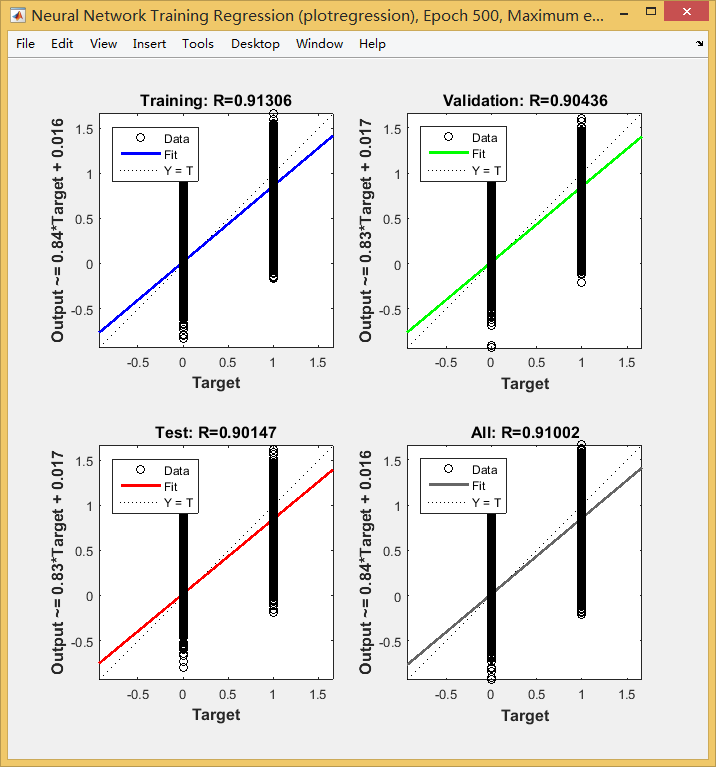 Neural Network Training Regression (plotregression), Epoch 500, Maximum e...
File Edit View Insert Tools Desktop Window Help
Training: R=0.91306
Output ~= 0.84*Target + 0.016
Data
Fit
Y = T
1.5
1
0.5
0
-0.5
-0.5 0 0.5 1 1.5
Target
Validation: R=0.90436
Output ~= 0.83*Target + 0.017
Data
Fit
Y = T
1.5
1
0.5
0
-0.5
-0.5 0 0.5 1 1.5
Target
Test: R=0.90147
Output ~= 0.83*Target + 0.017
Data
Fit
Y = T
1.5
1
0.5
0
-0.5
-0.5 0 0.5 1 1.5
Target
All: R=0.91002
Output ~= 0.84*Target + 0.016
Data
Fit
Y = T
1.5
1
0.5
0
-0.5
-0.5 0 0.5 1 1.5
Target